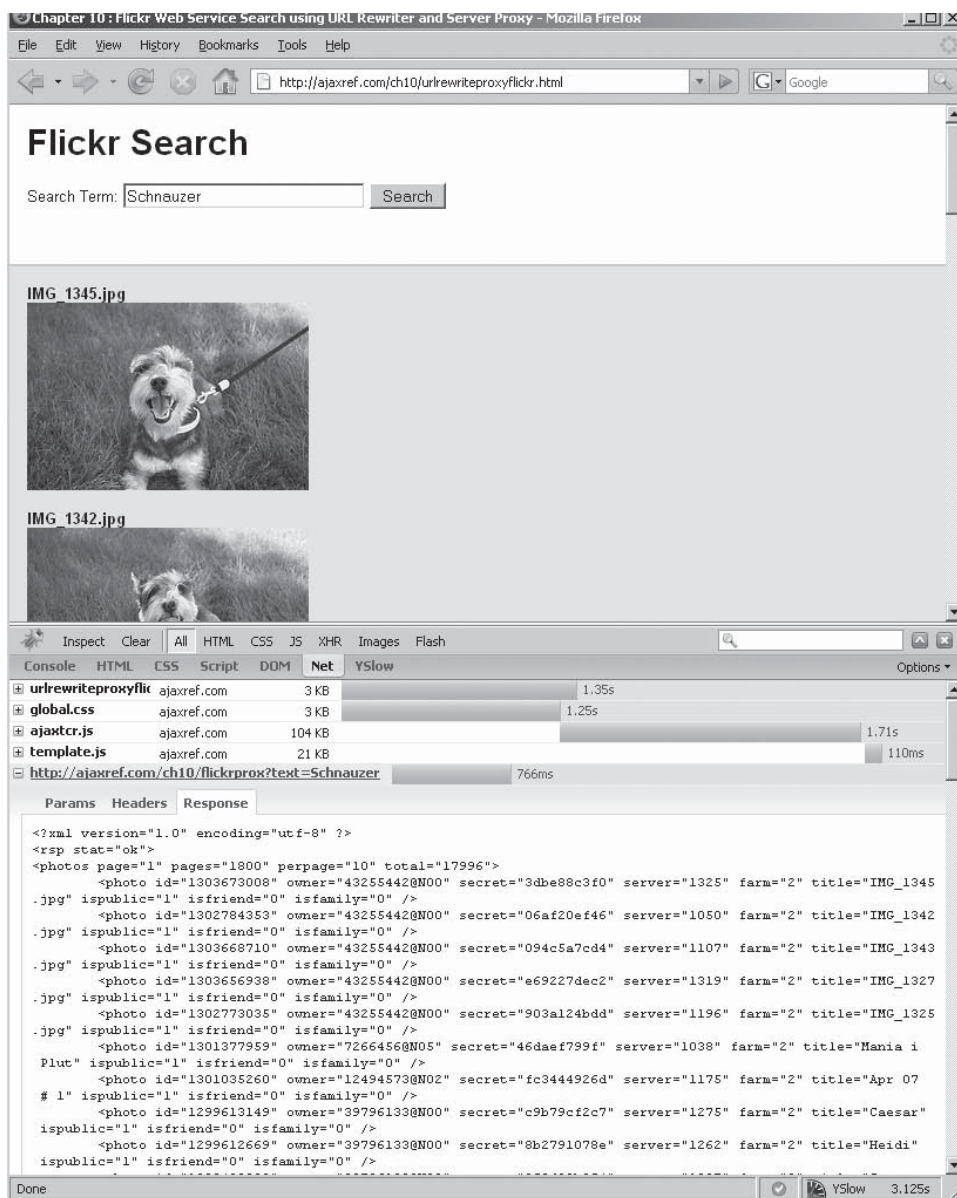 Chapter 10 : Flickr Web Service Search using URL Rewriter and Server Proxy - Mozilla Firefox
File Edit View History Bookmarks Tools Help
http://ajaxref.com/ch10/urlrewriteproxyflickr.html G Google
Flickr Search
Search Term: Schnauzer Search
IMG_1345.jpg
IMG_1342.jpg
Inspect Clear All HTML CSS JS XHR Images Flash
Console HTML CSS Script DOM Net YSlow Options
urlrewriteproxyflic ajaxref.com 3 KB 1.35s
global.css ajaxref.com 3 KB 1.25s
ajaxtcr.js ajaxref.com 104 KB 1.71s
template.js ajaxref.com 21 KB 110ms
http://ajaxref.com/ch10/flickrprox?text=Schnauzer 766ms
Params Headers Response
<?xml version="1.0" encoding="utf-8" ?>
<rsp stat="ok">
<photos page="1" pages="1800" perpage="10" total="17996">
<photo id="1303673008" owner="43255442@N00" secret="3dbe88c3f0" server="1325" farm="2" title="IMG_1345
.jpg" ispublic="1" isfriend="0" isfamily="0" />
<photo id="1302784353" owner="43255442@N00" secret="06af20ef46" server="1050" farm="2" title="IMG_1342
.jpg" ispublic="1" isfriend="0" isfamily="0" />
<photo id="1303668710" owner="43255442@N00" secret="094c5a7cd4" server="1107" farm="2" title="IMG_1343
.jpg" ispublic="1" isfriend="0" isfamily="0" />
<photo id="1303656938" owner="43255442@N00" secret="e69227dec2" server="1319" farm="2" title="IMG_1327
.jpg" ispublic="1" isfriend="0" isfamily="0" />
<photo id="1302773035" owner="43255442@N00" secret="903a124bdd" server="1196" farm="2" title="IMG_1325
.jpg" ispublic="1" isfriend="0" isfamily="0" />
<photo id="1301377959" owner="7266456@N05" secret="46daef799f" server="1038" farm="2" title="Mania i
Plut" ispublic="1" isfriend="0" isfamily="0" />
<photo id="1301035260" owner="12494573@N02" secret="fc3444926d" server="1175" farm="2" title="Apr 07
# 1" ispublic="1" isfriend="0" isfamily="0" />
<photo id="1299613149" owner="39796133@N00" secret="c9b79cf2c7" server="1275" farm="2" title="Caesar"
ispublic="1" isfriend="0" isfamily="0" />
<photo id="1299612669" owner="39796133@N00" secret="8b2791078e" server="1262" farm="2" title="Heidi"
ispublic="1" isfriend="0" isfamily="0" />
Done YSlow 3.125s